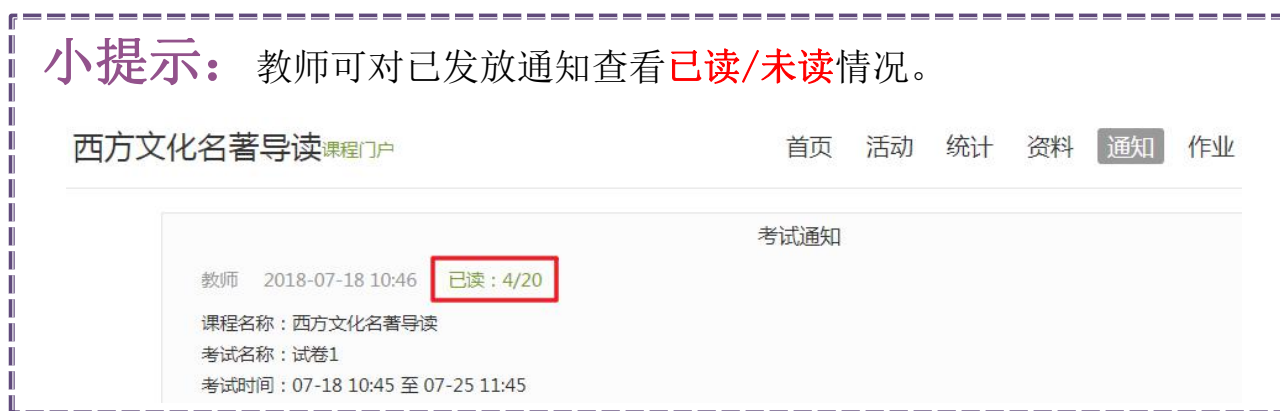 小提示：教师可对已发放通知查看已读/未读情况。
西方文化名著导读课程门户 首页 活动 统计 资料 通知 作业
考试通知
教师 2018-07-18 10:46 已读：4/20
课程名称：西方文化名著导读
考试名称：试卷1
考试时间：07-18 10:45 至 07-25 11:45